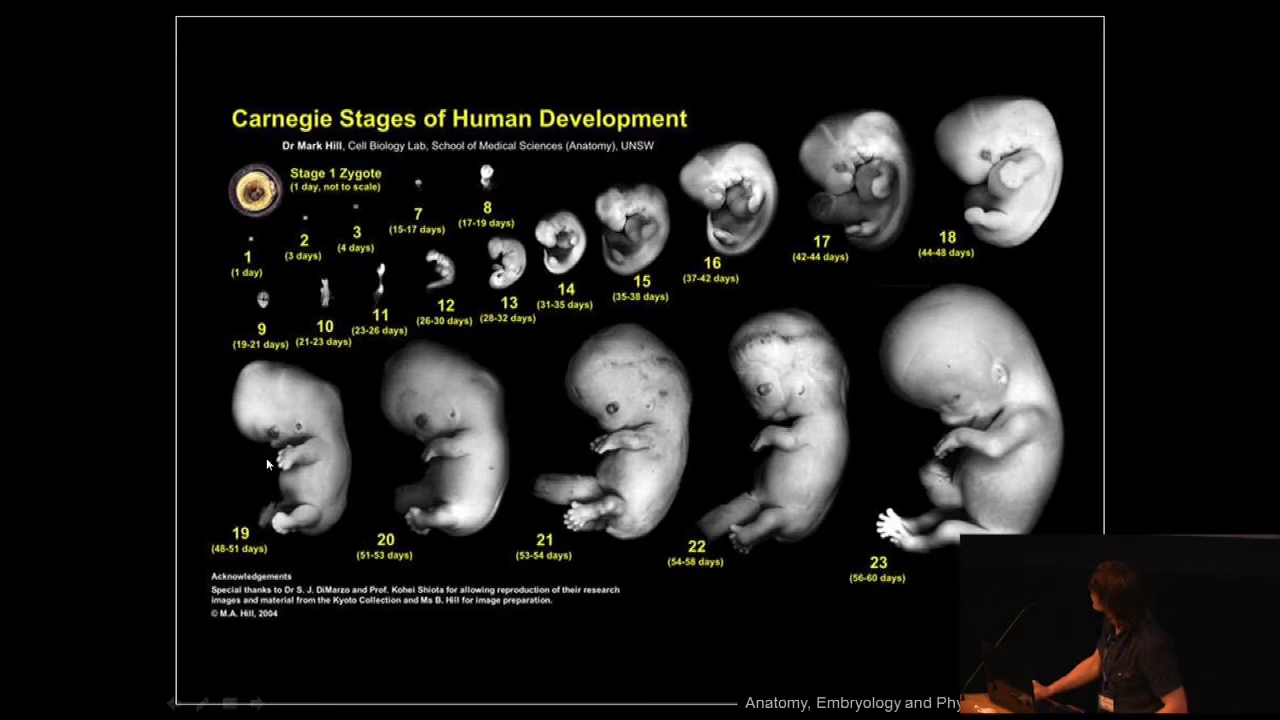 Carnegie Stages of Human Development
Dr Mark Hill, Cell Biology Lab, School of Medical Sciences (Anatomy), UNSW
Stage 1 Zygote
(1 day, not to scale)
1
(1 day)
2
(3 days)
3
(4 days)
7
(15-17 days)
8
(17-19 days)
9
(19-21 days)
10
(21-23 days)
11
(23-26 days)
12
(26-30 days)
13
(28-32 days)
14
(31-35 days)
15
(35-38 days)
16
(37-42 days)
17
(42-44 days)
18
(44-48 days)
19
(48-51 days)
20
(51-53 days)
21
(53-54 days)
22
(54-58 days)
23
(56-60 days)
Acknowledgements
Special thanks to Dr S. J. DiMarzo and Prof. Kohei Shiota for allowing reproduction of their research
images and material from the Kyoto Collection and Ms B. Hill for image preparation.
© M.A. Hill, 2004
Anatomy, Embryology and Phy